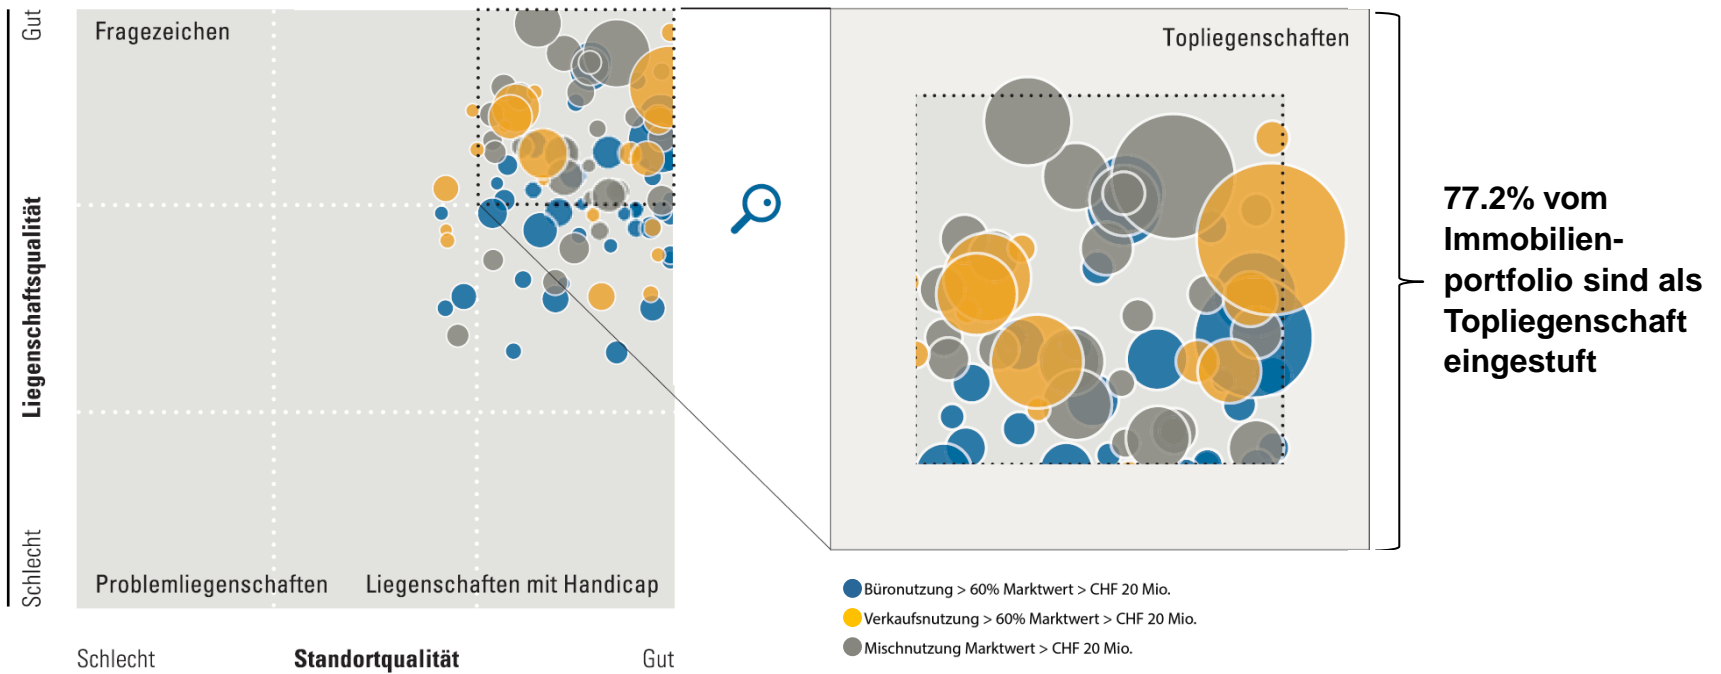 Gut
Liegenschaftsqualität
Schlecht
Fragezeichen
Problemliegenschaften
Liegenschaften mit Handicap
Schlecht
Standortqualität
Gut
Topliegenschaften
Büronutzung > 60% Marktwert > CHF 20 Mio.
Verkaufsnutzung > 60% Marktwert > CHF 20 Mio.
Mischnutzung Marktwert > CHF 20 Mio.
77.2% vom
Immobilien-
portfolio sind als
Topliegenschaft
eingestuft